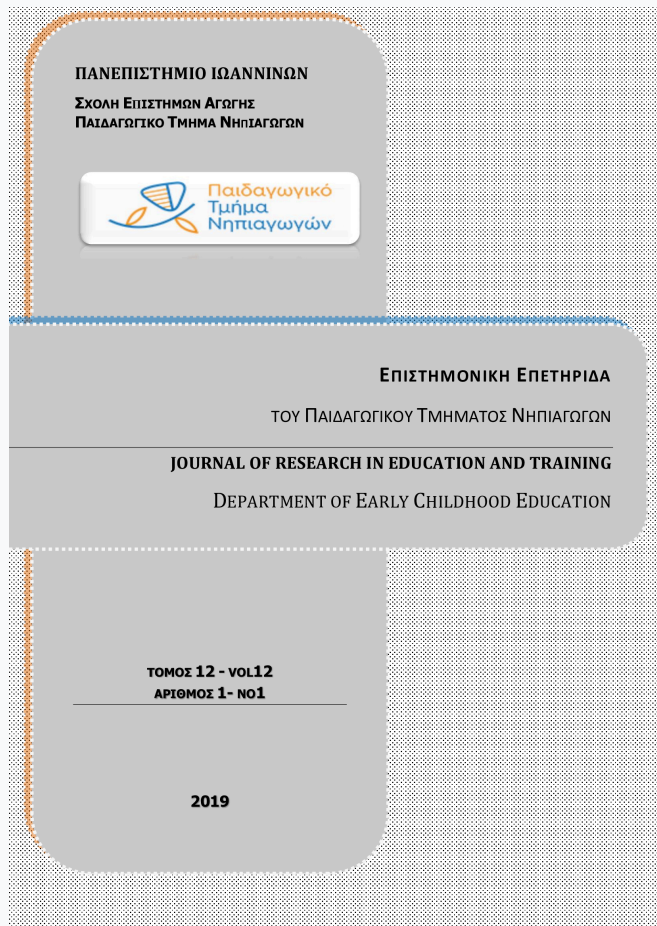 ΠΑΝΕΠΙΣΤΗΜΙΟ ΙΩΑΝΝΙΝΩΝ
ΣΧΟΛΗ ΕΠΙΣΤΗΜΩΝ ΑΓΩΓΗΣ
ΠΑΙΔΑΓΩΓΙΚΟ ΤΜΗΜΑ ΝΗΠΙΑΓΩΓΩΝ
Παιδαγωγικό
Τμήμα
Νηπιαγωγών
ΕΠΙΣΤΗΜΟΝΙΚΗ ΕΠΕΤΗΡΙΔΑ
ΤΟΥ ΠΑΙΔΑΓΩΓΙΚΟΥ ΤΜΗΜΑΤΟΣ ΝΗΠΙΑΓΩΓΩΝ
JOURNAL OF RESEARCH IN EDUCATION AND TRAINING
DEPARTMENT OF EARLY CHILDHOOD EDUCATION
ΤΟΜΟΣ 12 - VOL12
ΑΡΙΘΜΟΣ 1- NO1
2019